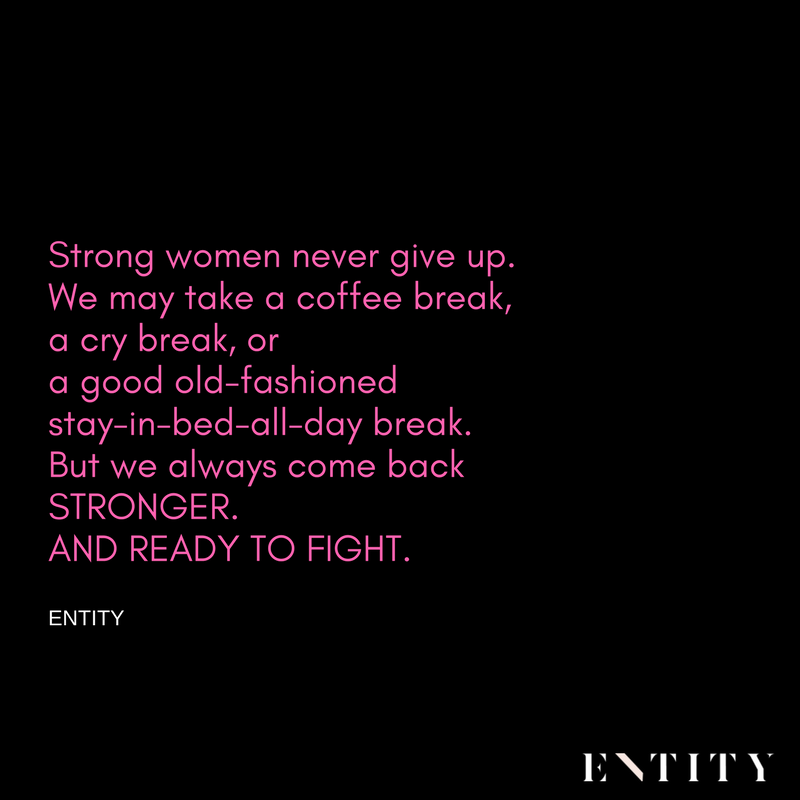 Strong women never give up.
We may take a coffee break,
a cry break, or
a good old-fashioned
stay-in-bed-all-day break.
But we always come back
STRONGER.
AND READY TO FIGHT.
ENTITY
ENTITY